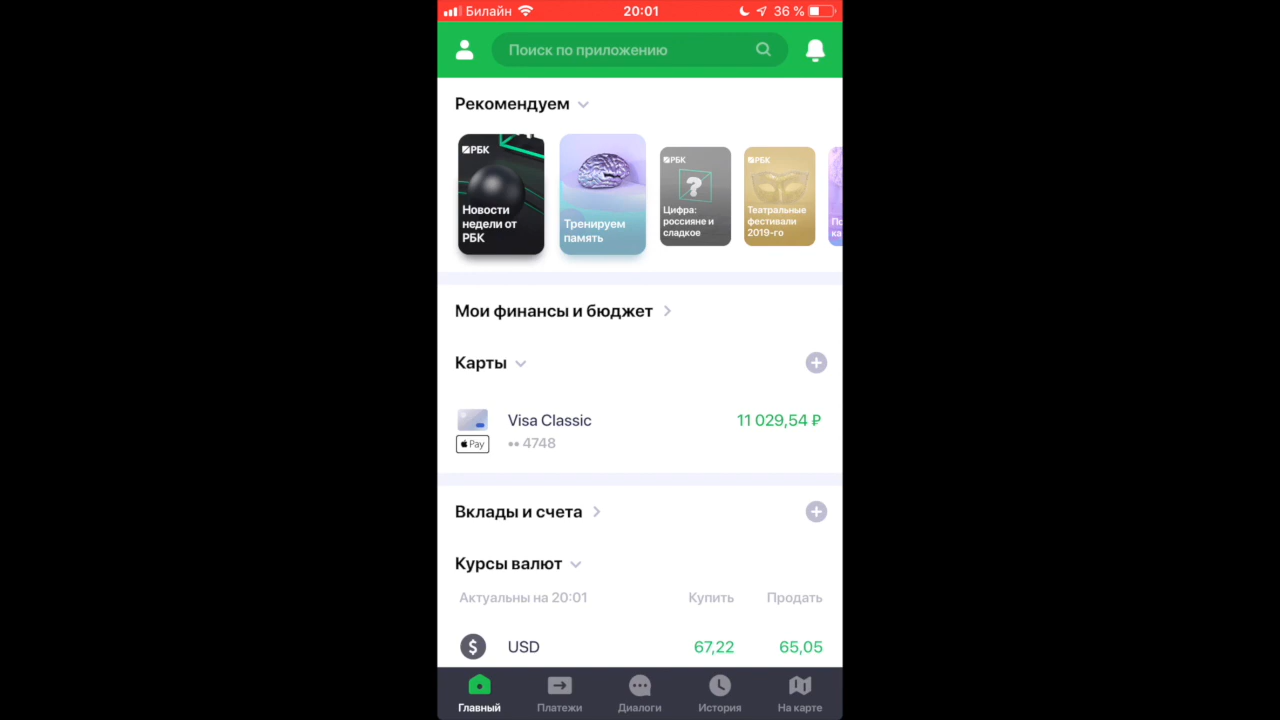 Билайн 20:01 36 %
Поиск по приложению
Рекомендуем
РБК
Новости
недели от
РБК
Тренируем
память
РБК
Цифра:
россияне и
сладкое
РБК
Театральные
фестивали
2019-го
Мои финансы и бюджет
Карты
Visa Classic 11 029,54 ₽
Pay •• 4748
Вклады и счета
Курсы валют
Актуальны на 20:01 Купить Продать
$ USD 67,22 65,05
Главный Платежи Диалоги История На карте